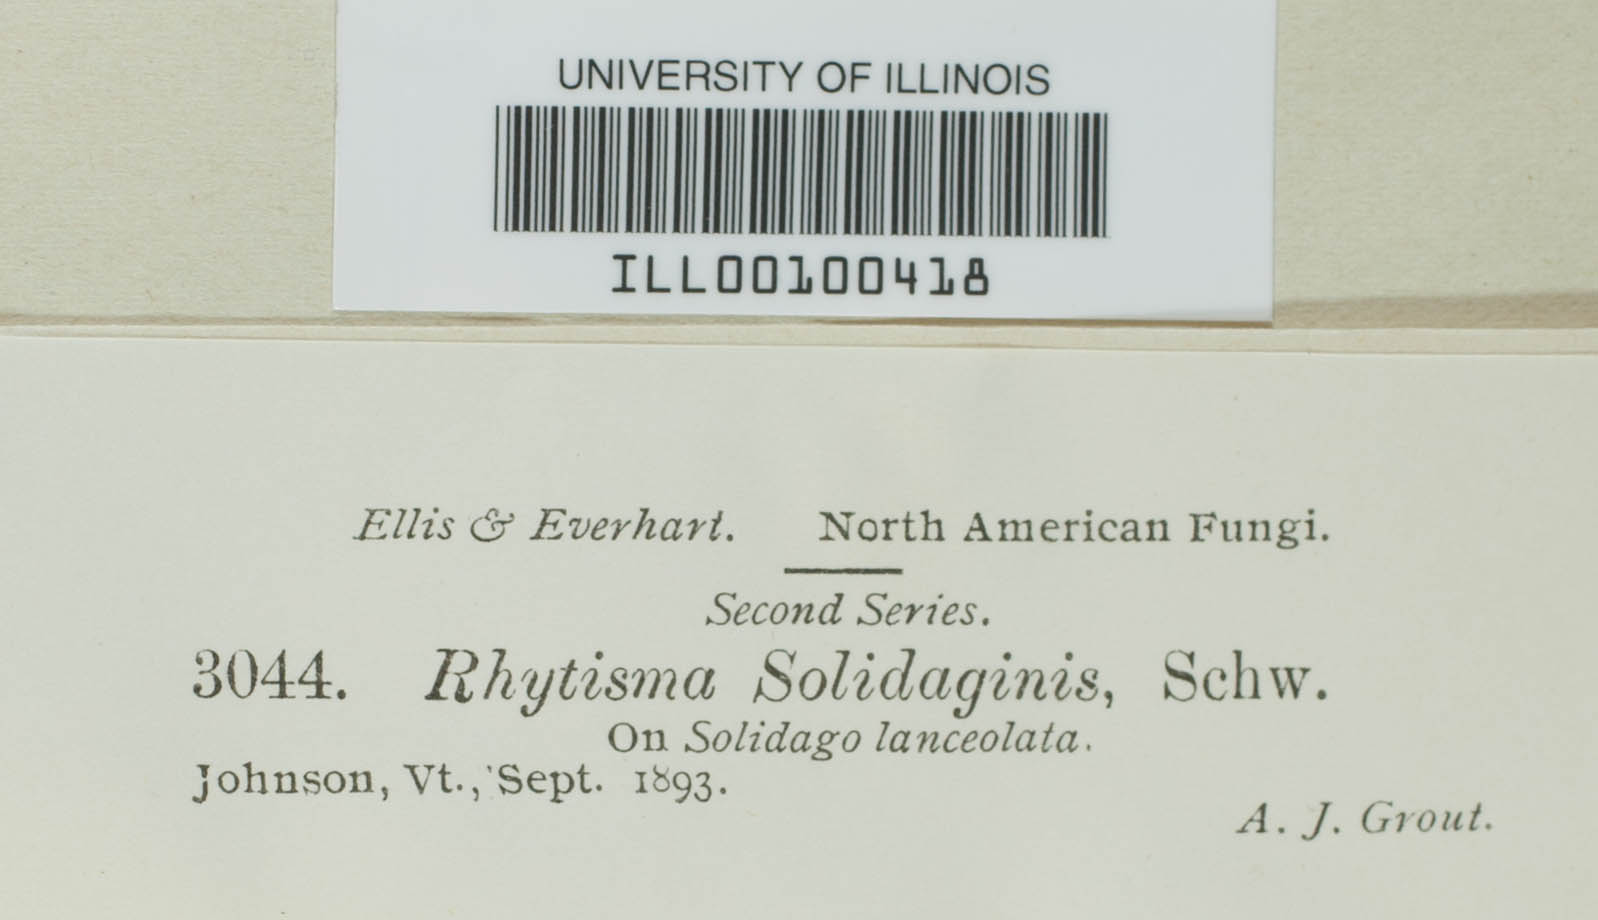 UNIVERSITY OF ILLINOIS
ILL00100418
Ellis & Everhart. North American Fungi.
Second Series.
3044. Rhytisma Solidaginis, Schw.
On Solidago lanceolata.
Johnson, Vt., Sept. 1893.
A. J. Grout.